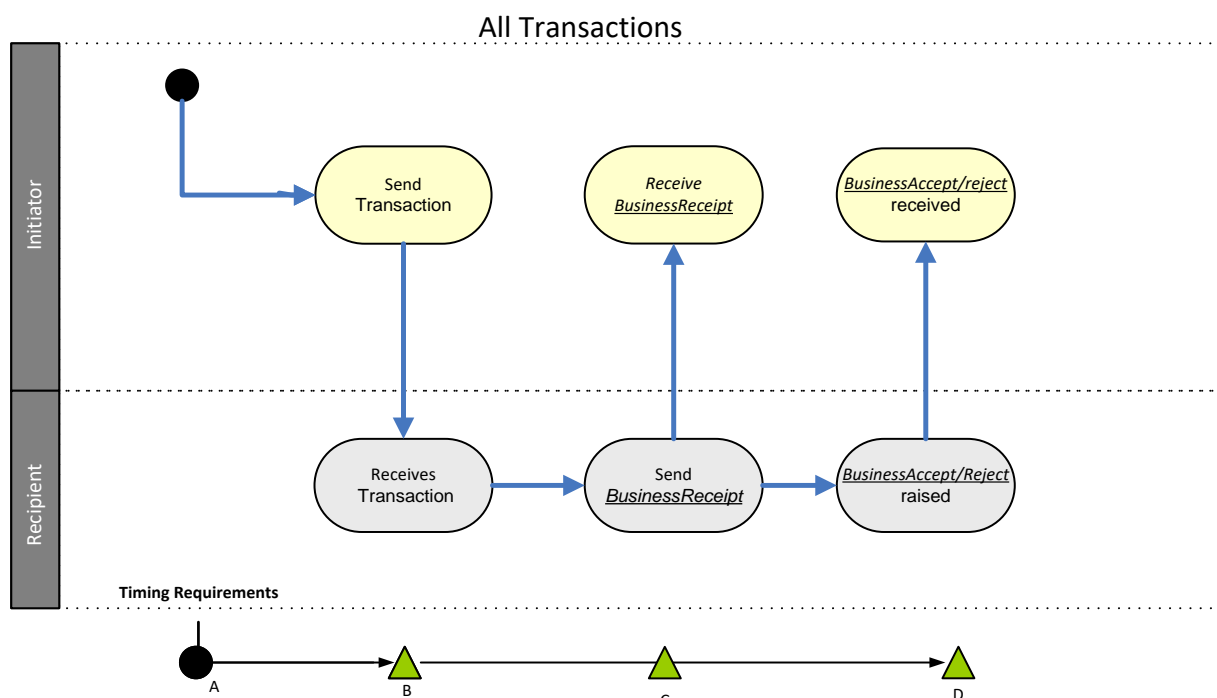 All Transactions
Initiator
Send
Transaction
Receive
BusinessReceipt
BusinessAccept/reject
received
Recipient
Receives
Transaction
Send
BusinessReceipt
BusinessAccept/Reject
raised
Timing Requirements
A
B
D